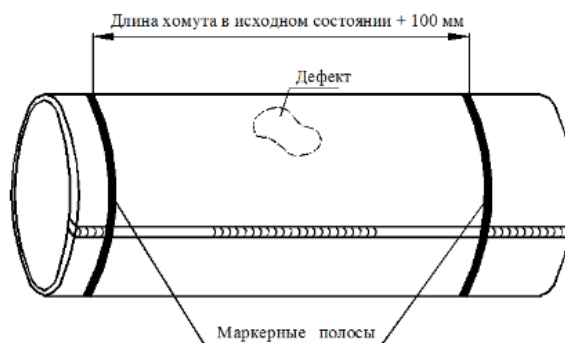 Длина хомута в исходном состоянии + 100 мм
Дефект
Маркерные полосы